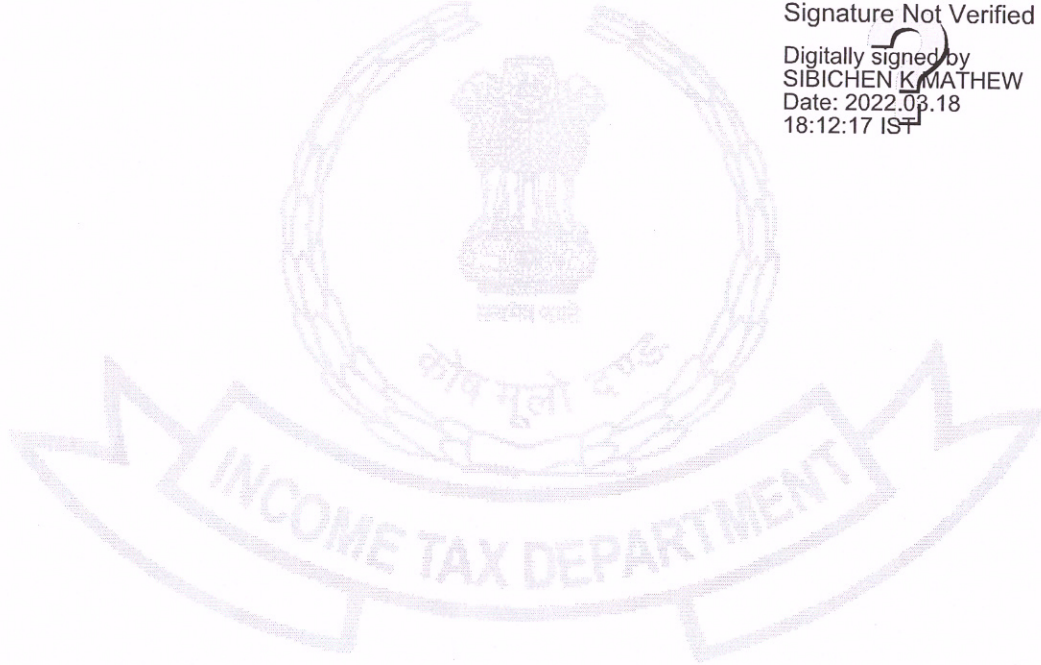 Signature Not Verified
Digitally signed by
SIBICHEN K MATHEW
Date: 2022.03.18
18:12:17 IST
सत्यमेव जयते
कोष मूलो दण्डः
INCOME TAX DEPARTMENT